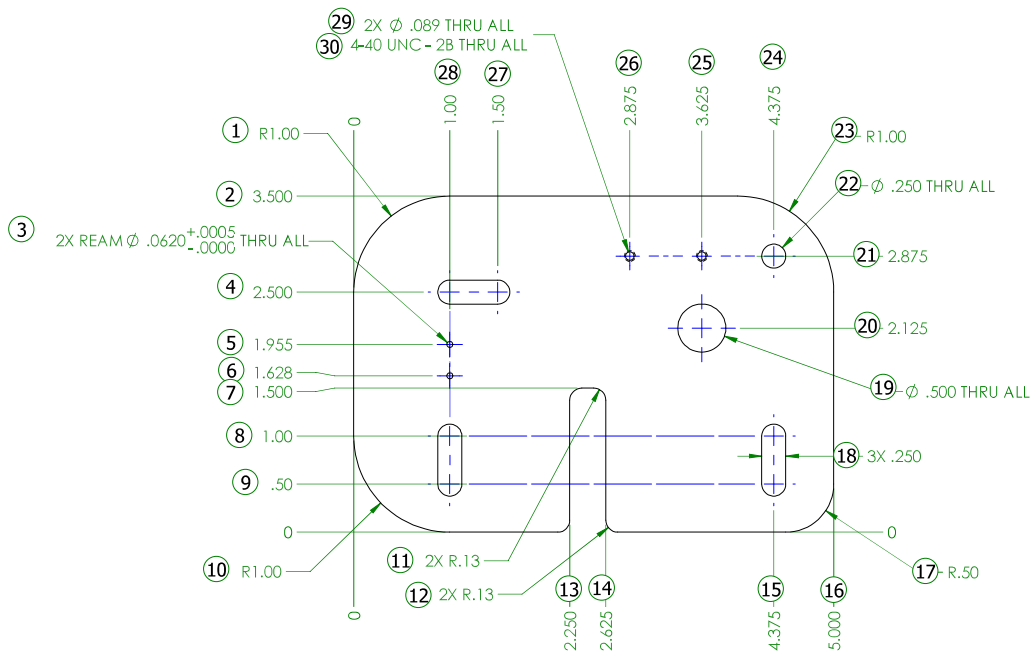 29 2X Ø .089 THRU ALL
30 4-40 UNC - 2B THRU ALL
28 27 26 25 24
0 1.00 1.50 2.875 3.625 4.375
1 R1.00
23 R1.00
2 3.500
22 Ø .250 THRU ALL
3 2X REAM Ø .0620 +.0005 -.0000 THRU ALL
21 2.875
4 2.500
20 2.125
5 1.955
6 1.628
7 1.500
19 Ø .500 THRU ALL
8 1.00
18 3X .250
9 .50
0 0
10 R1.00
11 2X R.13
17 R.50
12 2X R.13
13 14 15 16
0 2.250 2.625 4.375 5.000